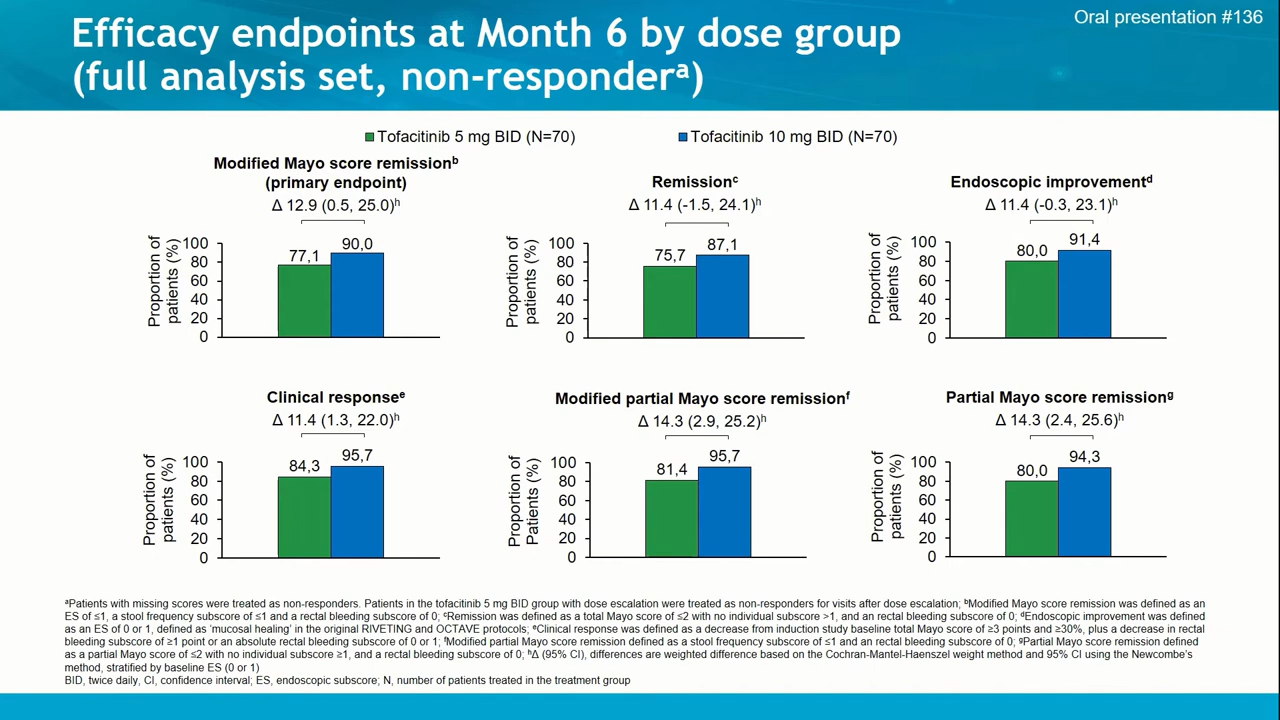 Oral presentation #136
Efficacy endpoints at Month 6 by dose group
(full analysis set, non-responderᵃ)
Tofacitinib 5 mg BID (N=70)
Tofacitinib 10 mg BID (N=70)
Modified Mayo score remissionᵇ
(primary endpoint)
Δ 12.9 (0.5, 25.0)ʰ
Proportion of
patients (%)
100
80
60
40
20
0
77,1
90,0
Remissionᶜ
Δ 11.4 (-1.5, 24.1)ʰ
Proportion of
patients (%)
100
80
60
40
20
0
75,7
87,1
Endoscopic improvementᵈ
Δ 11.4 (-0.3, 23.1)ʰ
Proportion of
patients (%)
100
80
60
40
20
0
80,0
91,4
Clinical responseᵉ
Δ 11.4 (1.3, 22.0)ʰ
Proportion of
patients (%)
100
80
60
40
20
0
84,3
95,7
Modified partial Mayo score remissionᶠ
Δ 14.3 (2.9, 25.2)ʰ
Proportion of
Patients (%)
100
80
60
40
20
0
81,4
95,7
Partial Mayo score remissionᵍ
Δ 14.3 (2.4, 25.6)ʰ
Proportion of
patients (%)
100
80
60
40
20
0
80,0
94,3
ᵃPatients with missing scores were treated as non-responders. Patients in the tofacitinib 5 mg BID group with dose escalation were treated as non-responders for visits after dose escalation; ᵇModified Mayo score remission was defined as an
ES of ≤1, a stool frequency subscore of ≤1 and a rectal bleeding subscore of 0; ᶜRemission was defined as a total Mayo score of ≤2 with no individual subscore >1, and an rectal bleeding subscore of 0; ᵈEndoscopic improvement was defined
as an ES of 0 or 1, defined as ‘mucosal healing’ in the original RIVETING and OCTAVE protocols; ᵉClinical response was defined as a decrease from induction study baseline total Mayo score of ≥3 points and ≥30%, plus a decrease in rectal
bleeding subscore of ≥1 point or an absolute rectal bleeding subscore of 0 or 1; ᶠModified partial Mayo score remission defined as a stool frequency subscore of ≤1 and an rectal bleeding subscore of 0; ᵍPartial Mayo score remission defined
as a partial Mayo score of ≤2 with no individual subscore ≥1, and a rectal bleeding subscore of 0; ʰΔ (95% CI), differences are weighted difference based on the Cochran-Mantel-Haenszel weight method and 95% CI using the Newcombe’s
method, stratified by baseline ES (0 or 1)
BID, twice daily, CI, confidence interval; ES, endoscopic subscore; N, number of patients treated in the treatment group